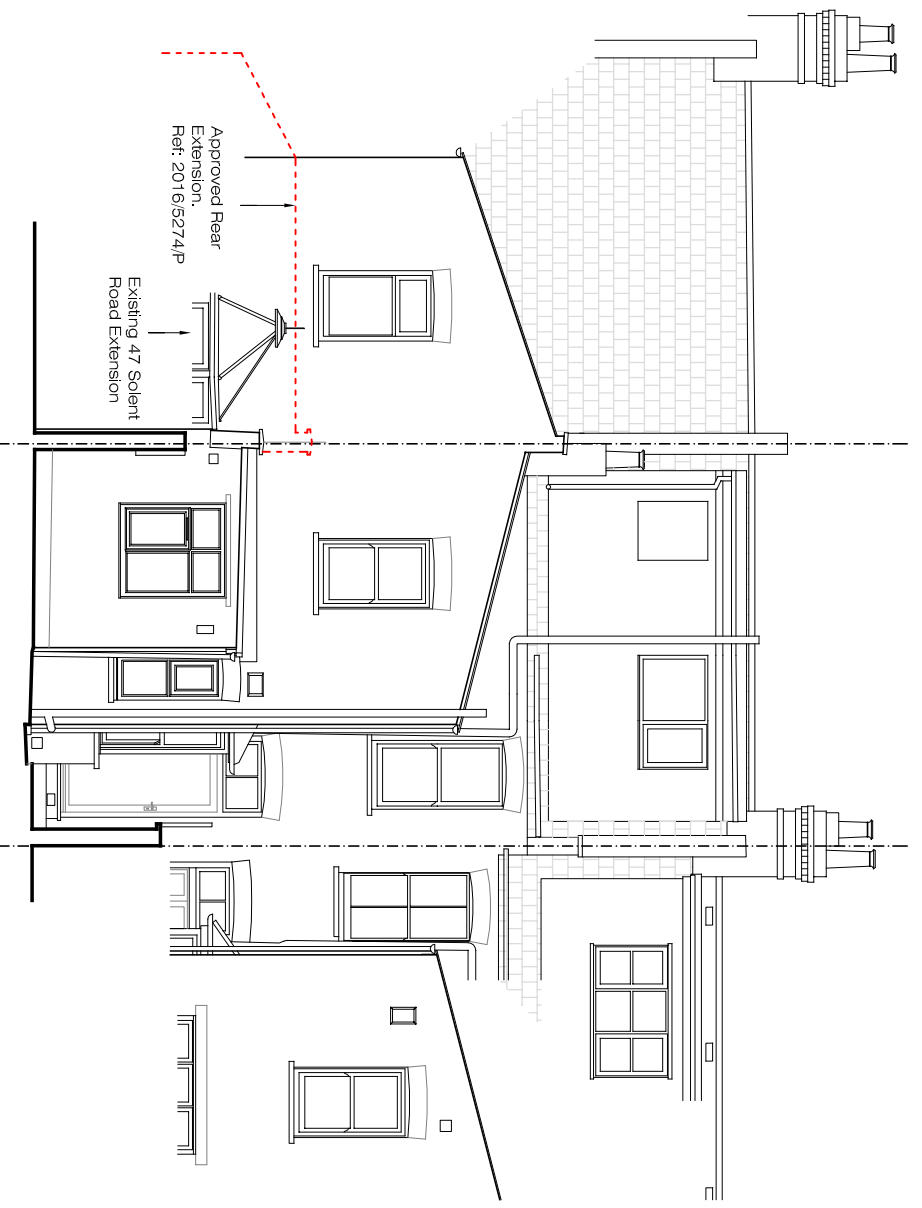 Approved Rear
Extension.
Ref: 2016/5274/P
Existing 47 Solent
Road Extension